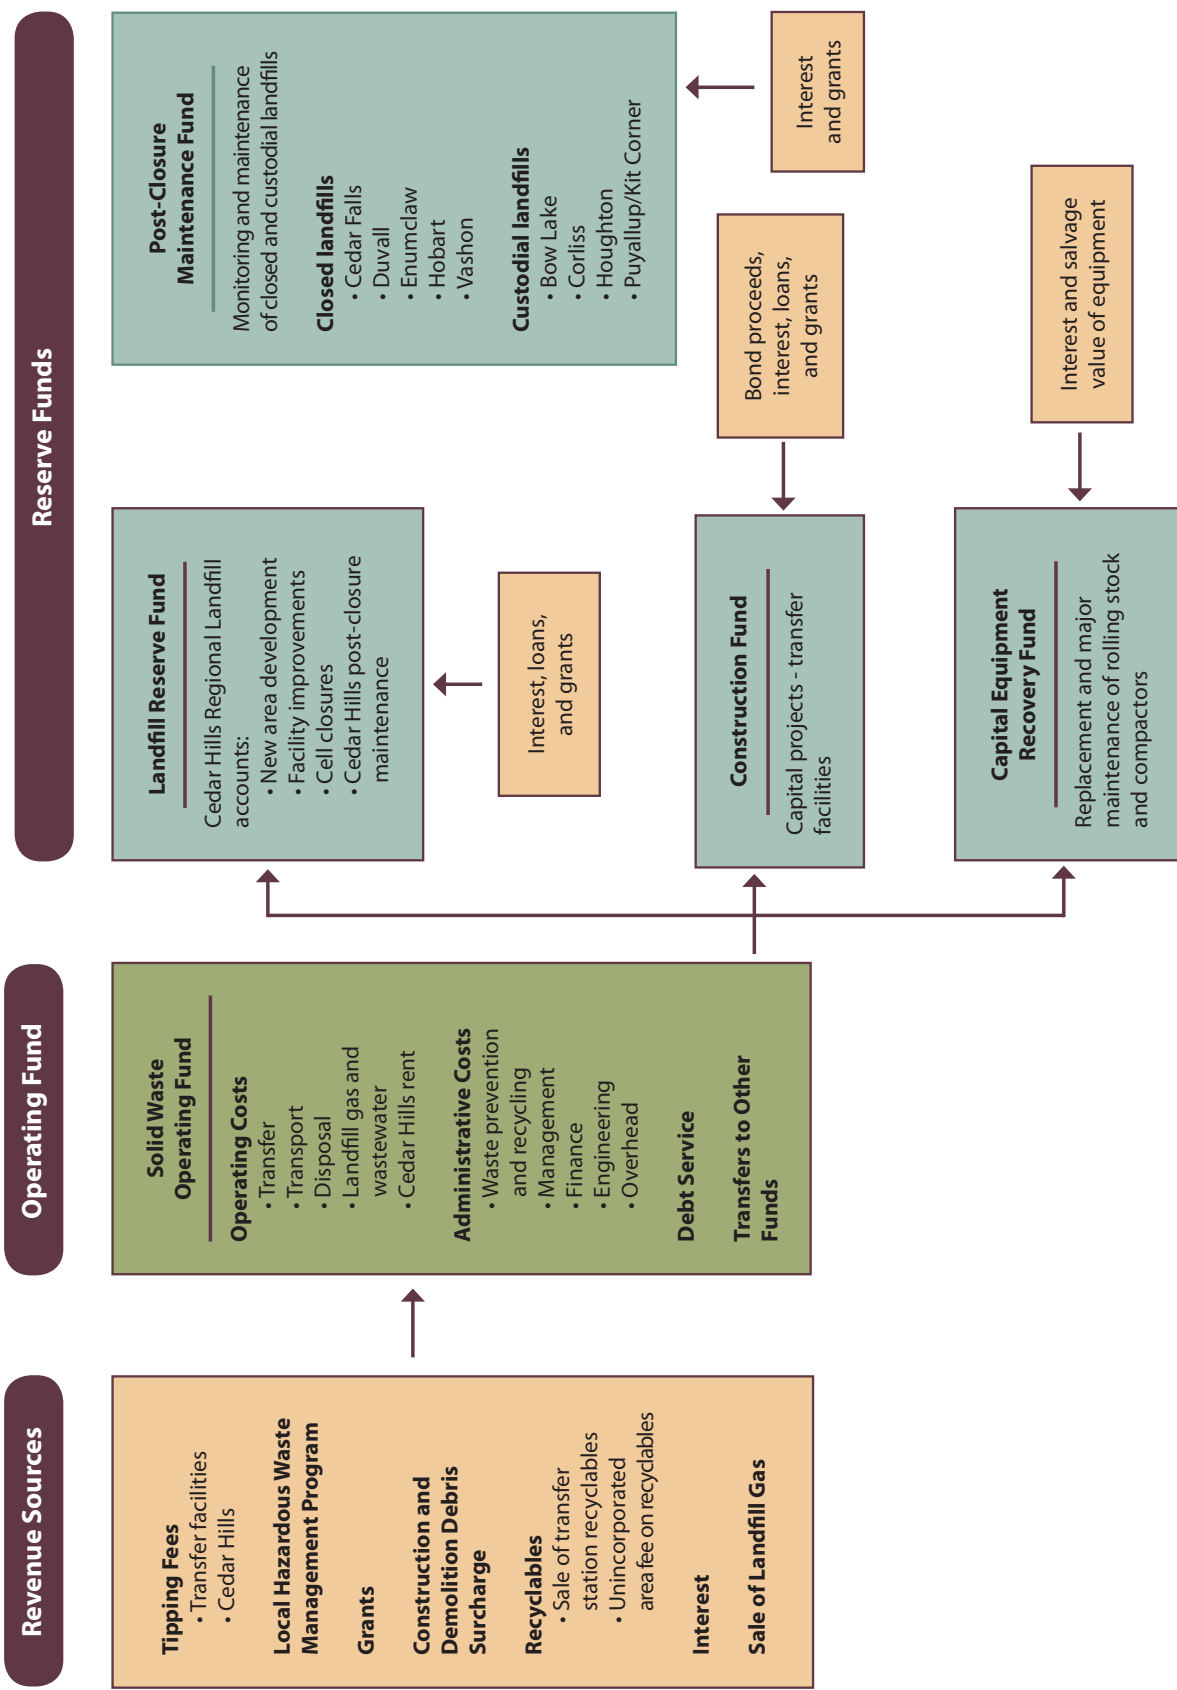 Revenue Sources
Tipping Fees
• Transfer facilities
• Cedar Hills
Local Hazardous Waste
Management Program
Grants
Construction and
Demolition Debris
Surcharge
Recyclables
• Sale of transfer
station recyclables
• Unincorporated
area fee on recyclables
Interest
Sale of Landfill Gas
Operating Fund
Solid Waste
Operating Fund
Operating Costs
• Transfer
• Transport
• Disposal
• Landfill gas and
wastewater
• Cedar Hills rent
Administrative Costs
• Waste prevention
and recycling
• Management
• Finance
• Engineering
• Overhead
Debt Service
Transfers to Other
Funds
Reserve Funds
Landfill Reserve Fund
Cedar Hills Regional Landfill
accounts:
• New area development
• Facility improvements
• Cell closures
• Cedar Hills post-closure
maintenance
Interest, loans,
and grants
Construction Fund
Capital projects - transfer
facilities
Bond proceeds,
interest, loans,
and grants
Capital Equipment
Recovery Fund
Replacement and major
maintenance of rolling stock
and compactors
Interest and salvage
value of equipment
Post-Closure
Maintenance Fund
Monitoring and maintenance
of closed and custodial landfills
Closed landfills
• Cedar Falls
• Duvall
• Enumclaw
• Hobart
• Vashon
Custodial landfills
• Bow Lake
• Corliss
• Houghton
• Puyallup/Kit Corner
Interest
and grants